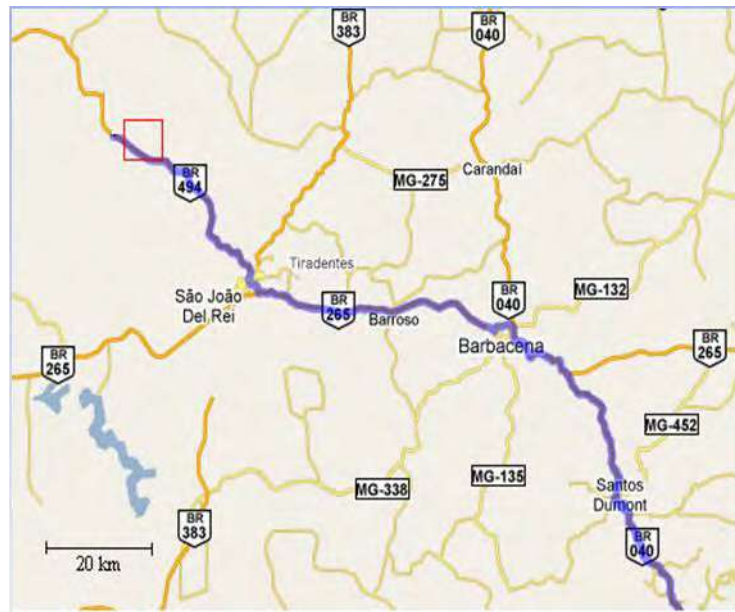 BR
383
BR
040
MG-275
Carandaí
BR
494
Tiradentes
São João
Del Rei
BR
265
Barroso
BR
040
MG-132
Barbacena
BR
265
BR
265
MG-452
MG-338
MG-135
Santos
Dumont
BR
383
BR
040
20 km